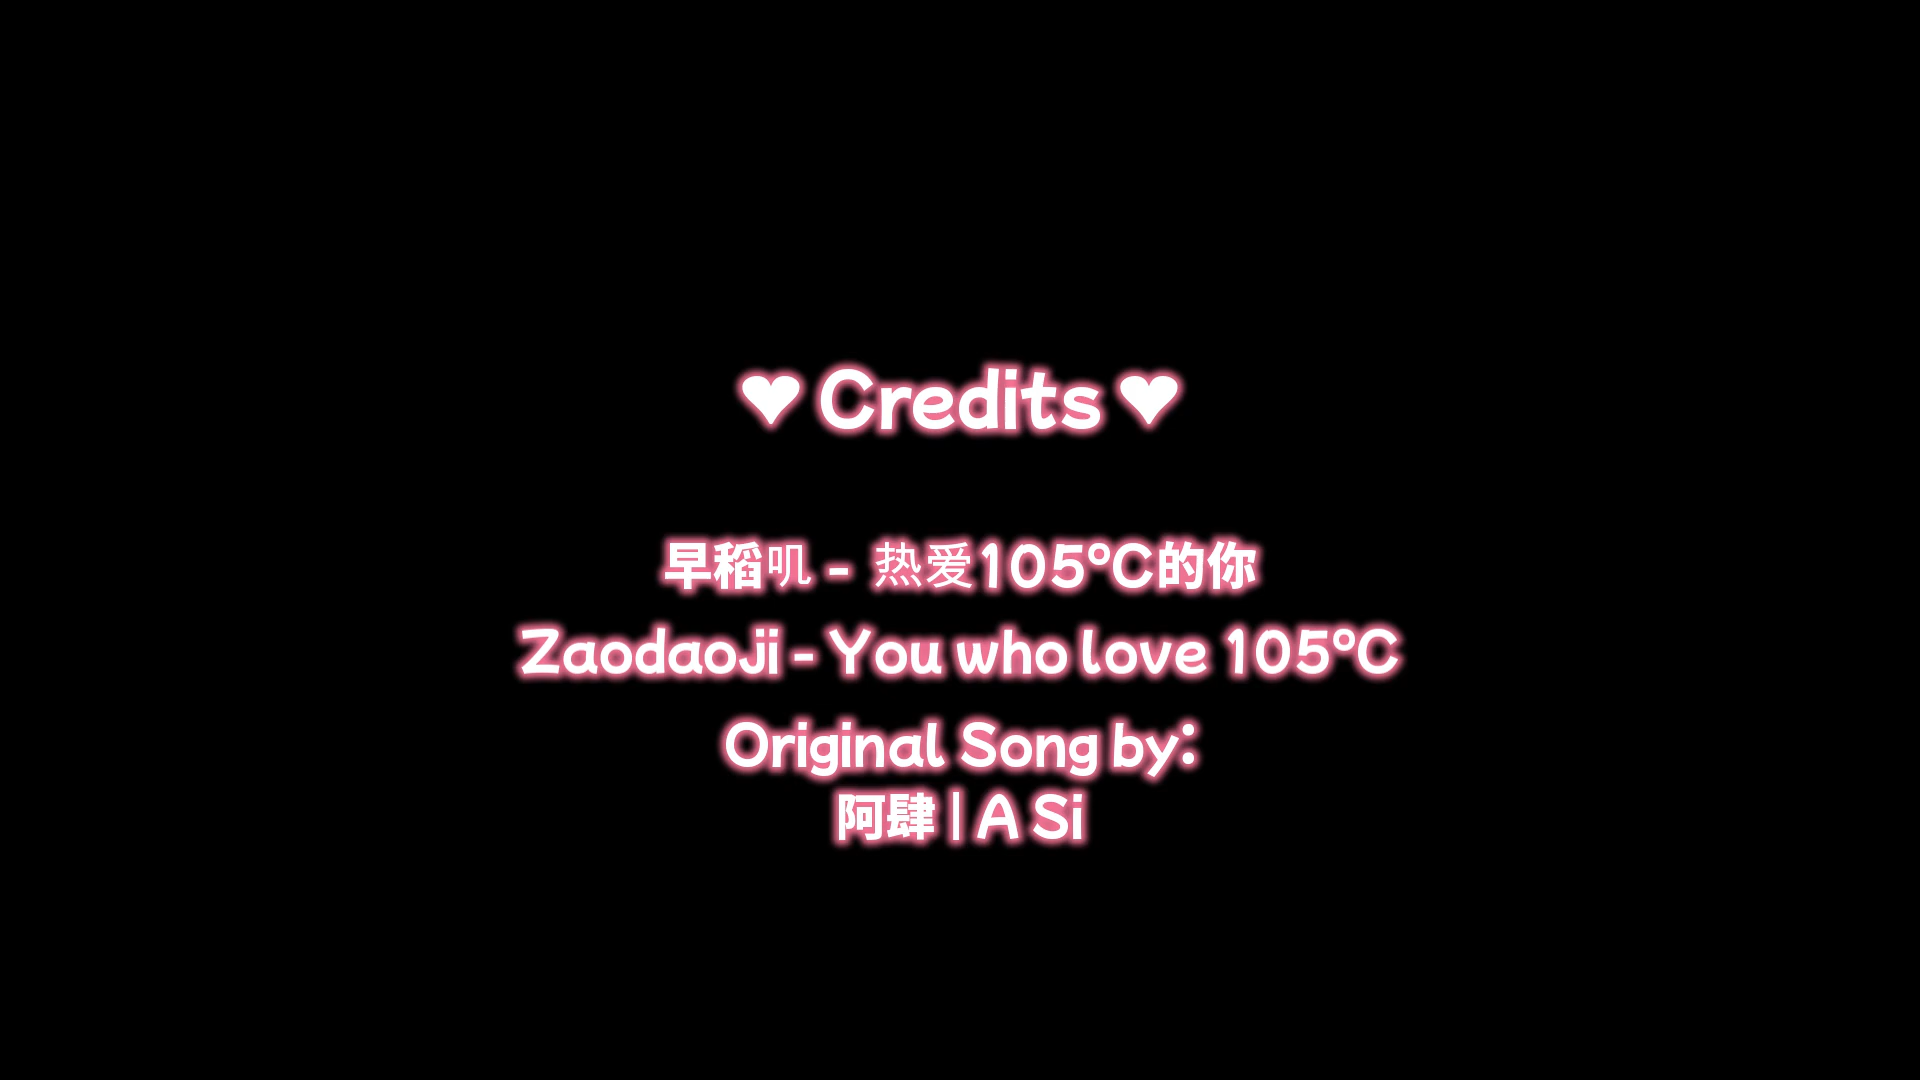 ♥ Credits ♥
早稻叽 - 热爱105°C的你
ZaodaoJi - You who love 105°C
Original Song by:
阿肆 | A Si